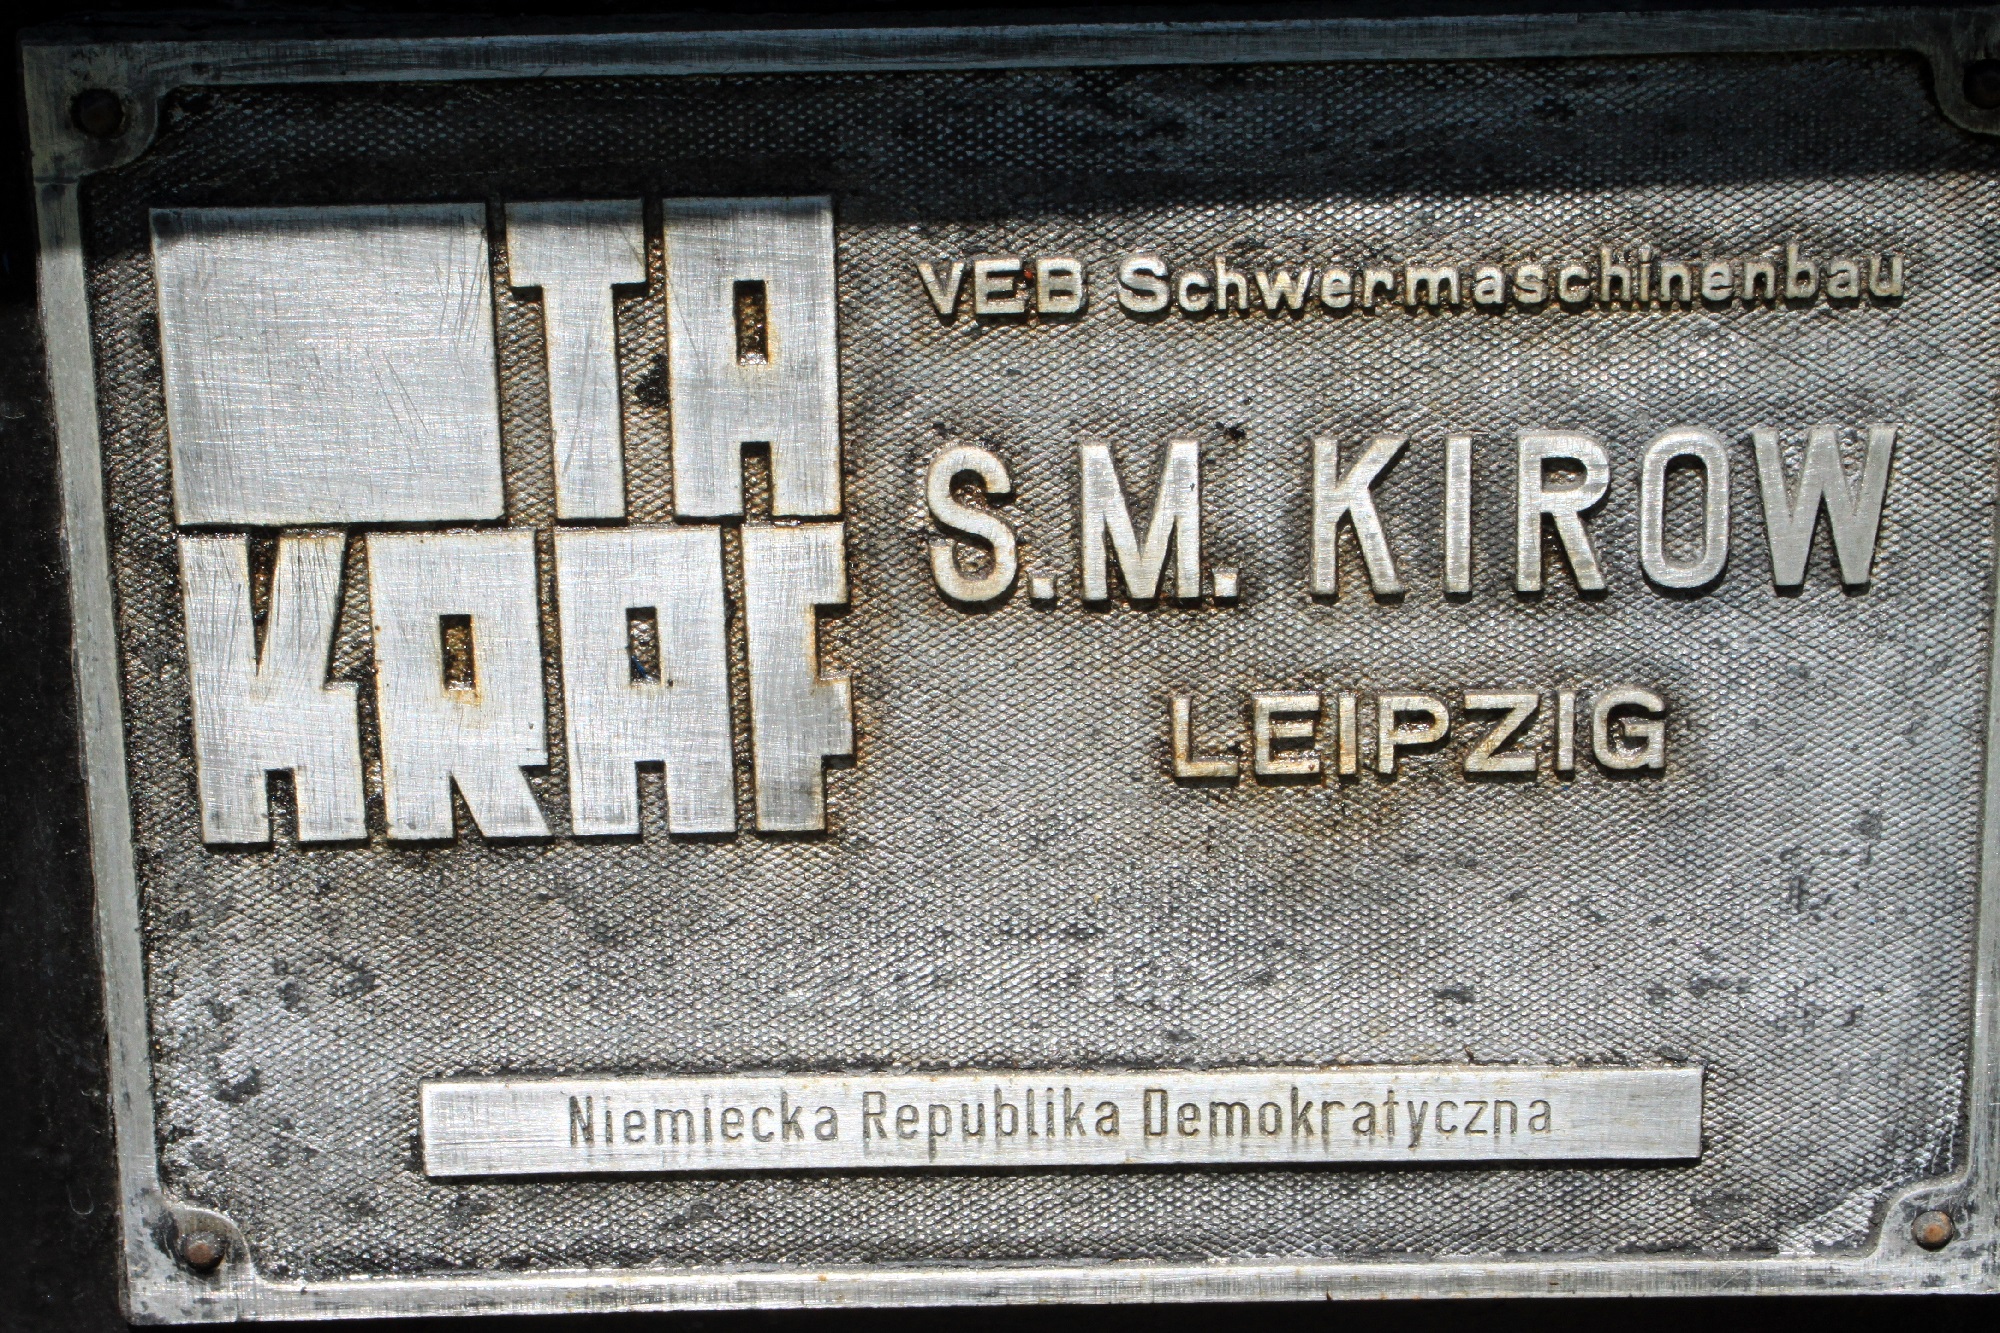 TA
KRAF
VEB Schwermaschinenbau
S.M. KIROW
LEIPZIG
Niemiecka Republika Demokratyczna